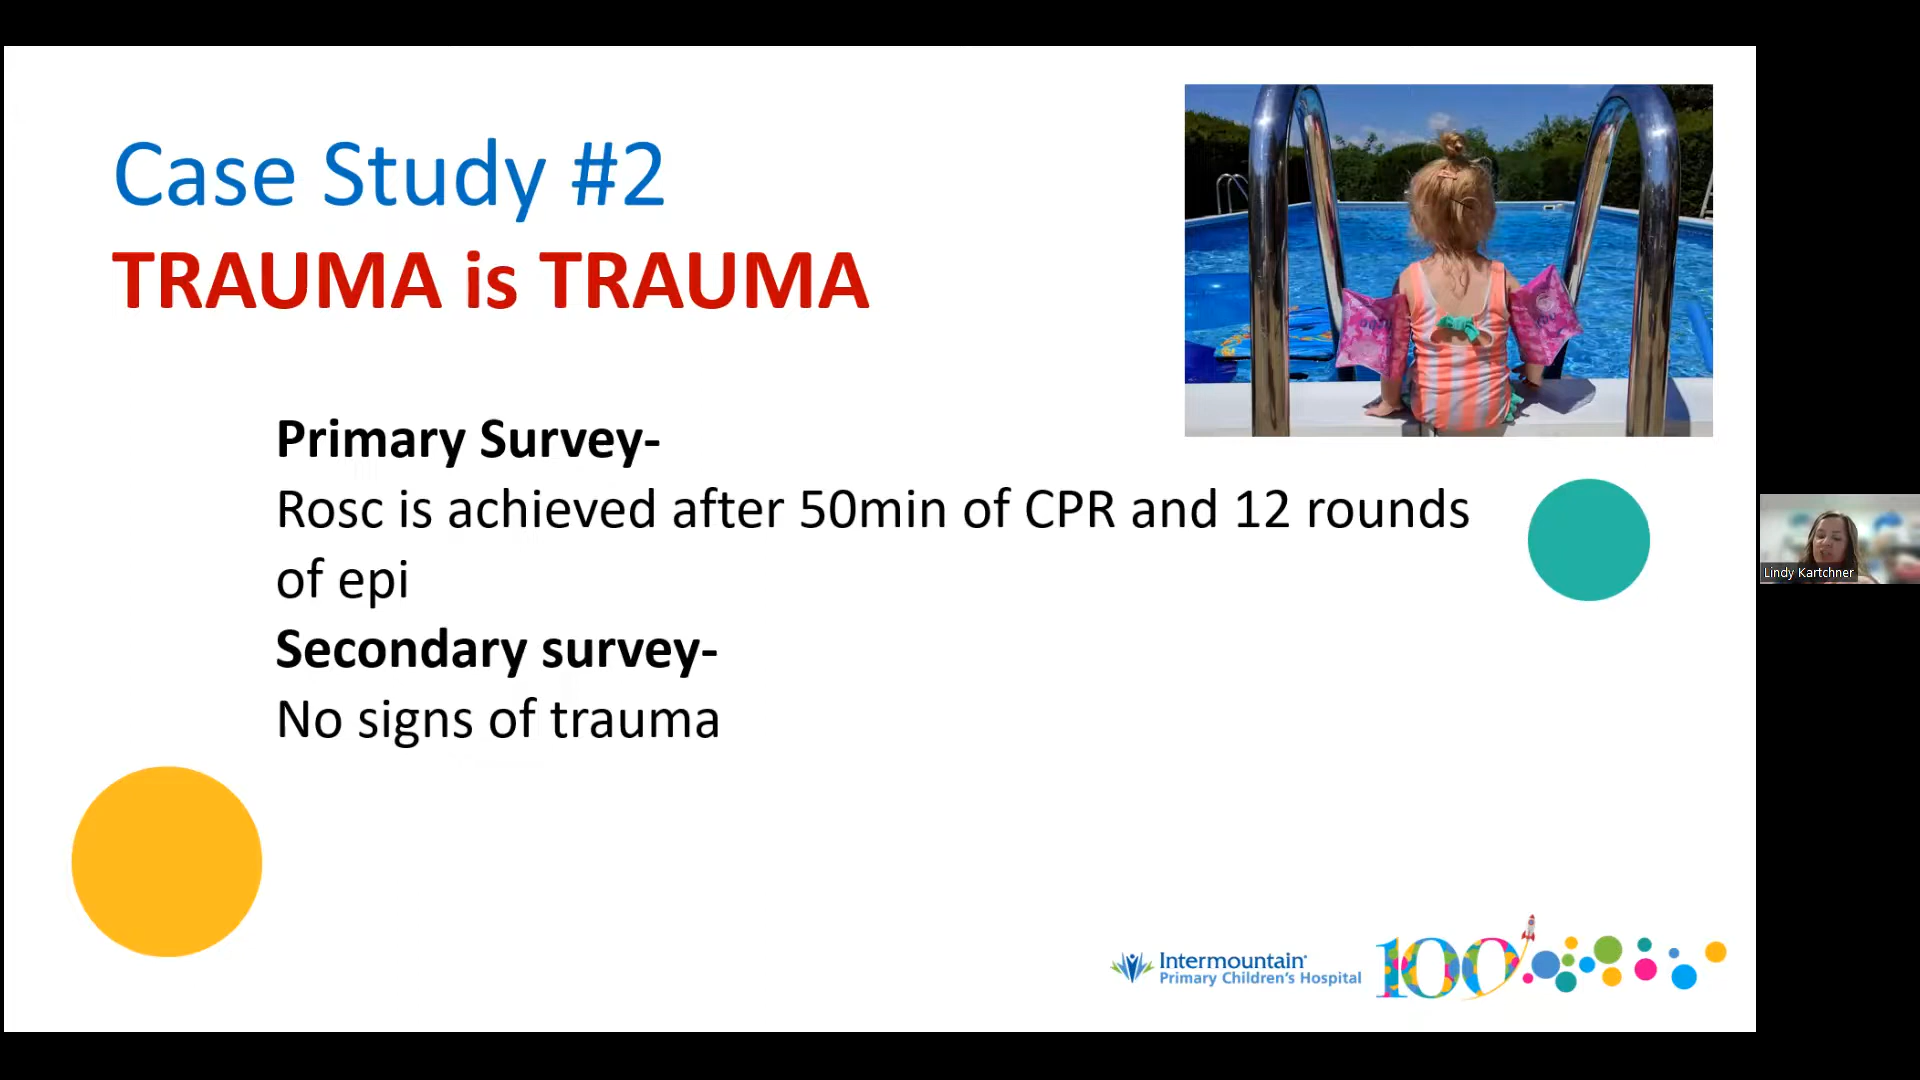 Case Study #2
TRAUMA is TRAUMA
Primary Survey-
Rosc is achieved after 50min of CPR and 12 rounds
of epi
Secondary survey-
No signs of trauma
Lindy Kartchner
Intermountain
Primary Children's Hospital
100